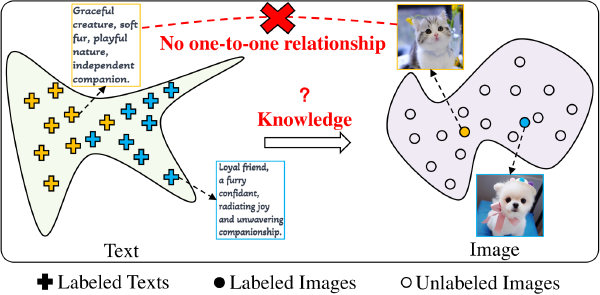 Graceful
creature, soft
fur, playful
nature,
independent
companion.
No one-to-one relationship
?
Knowledge
Loyal friend,
a furry
confidant,
radiating joy
and unwavering
companionship.
Text
Image
Labeled Texts
Labeled Images
Unlabeled Images